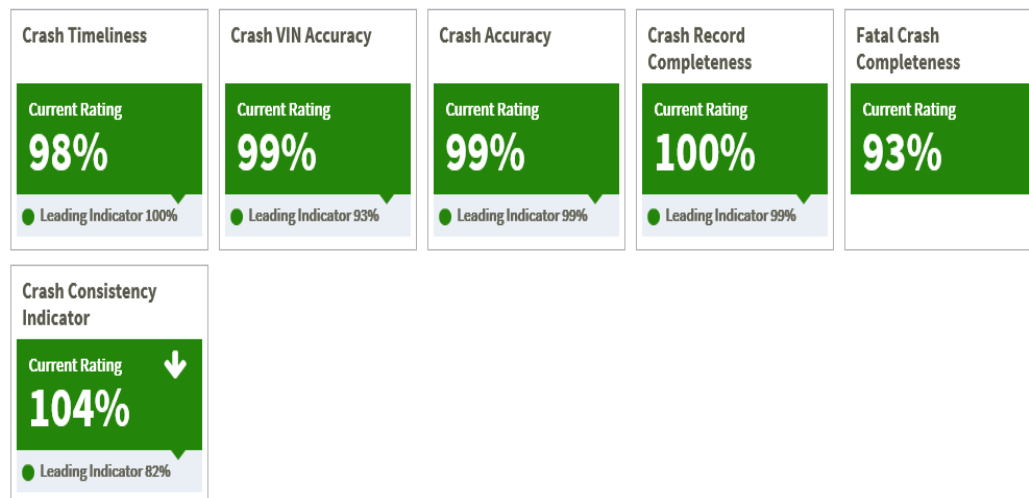 Crash Timeliness
Current Rating
98%
Leading Indicator 100%
Crash VIN Accuracy
Current Rating
99%
Leading Indicator 93%
Crash Accuracy
Current Rating
99%
Leading Indicator 99%
Crash Record
Completeness
Current Rating
100%
Leading Indicator 99%
Fatal Crash
Completeness
Current Rating
93%
Crash Consistency
Indicator
Current Rating
104%
Leading Indicator 82%